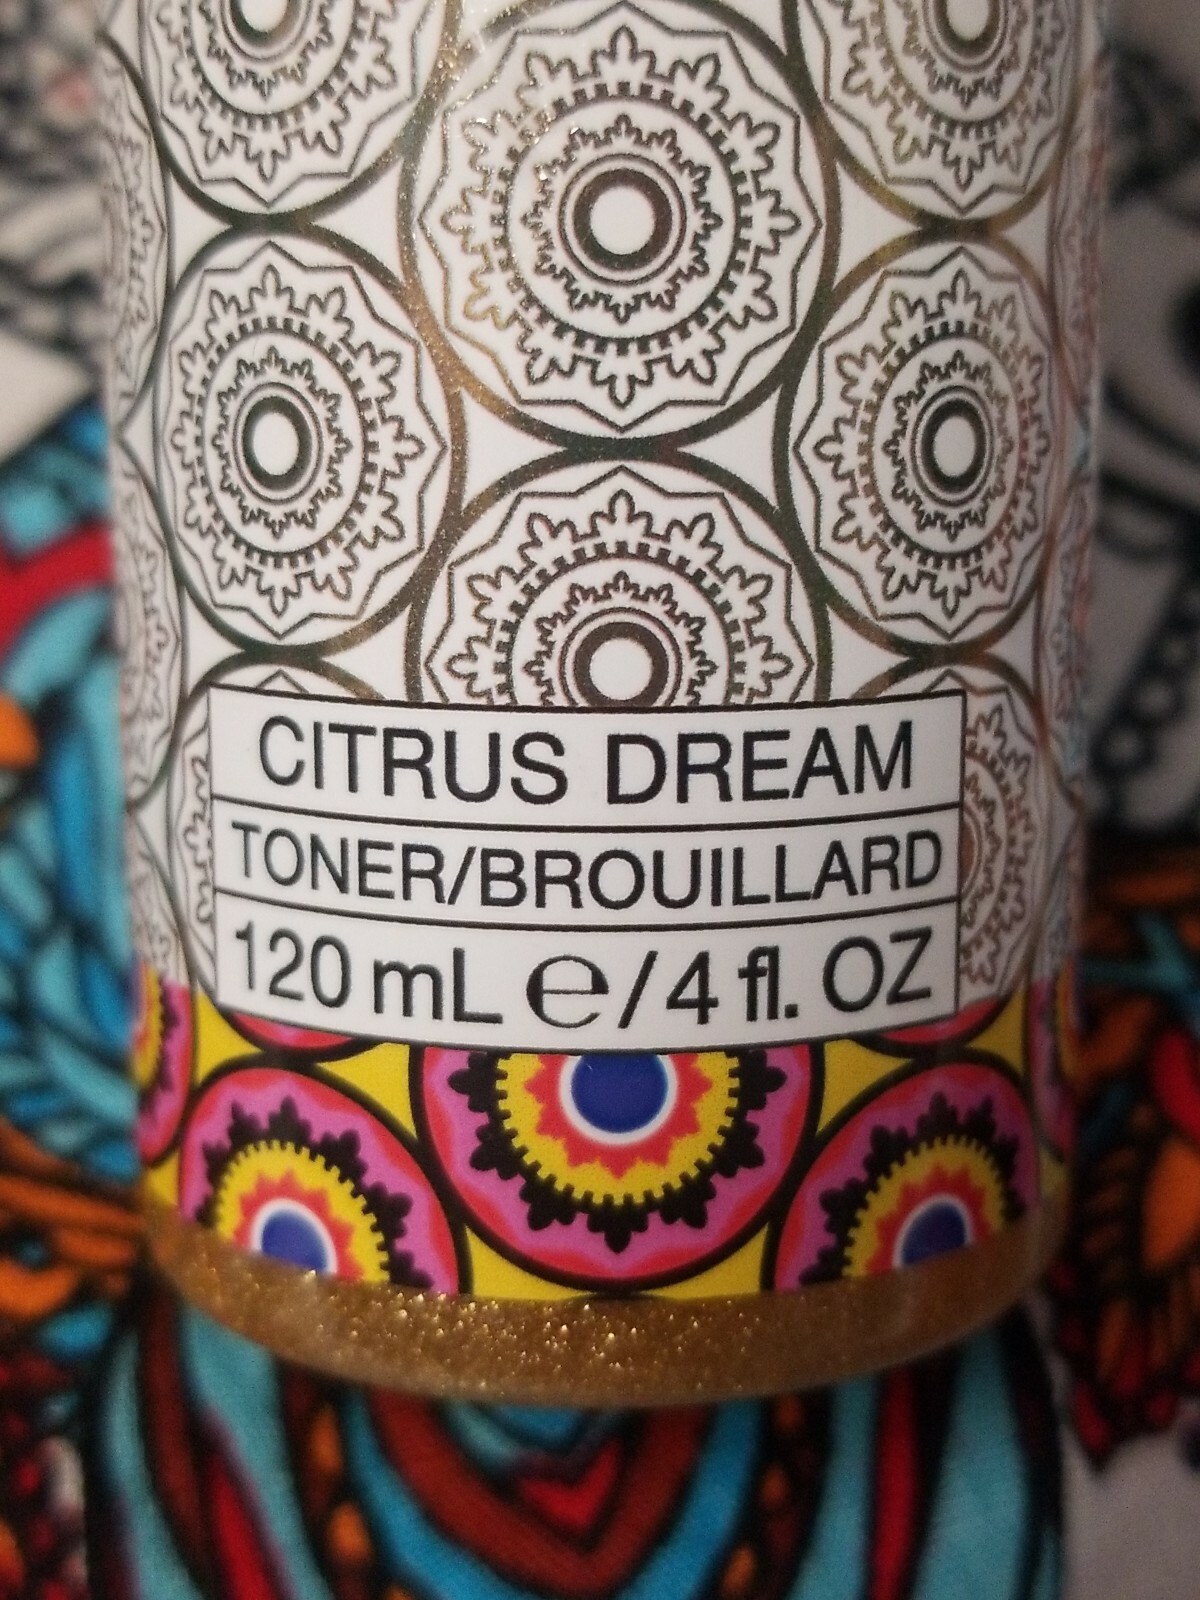 CITRUS DREAM
TONER/BROUILLARD
120 mL ℮/4 fl. OZ